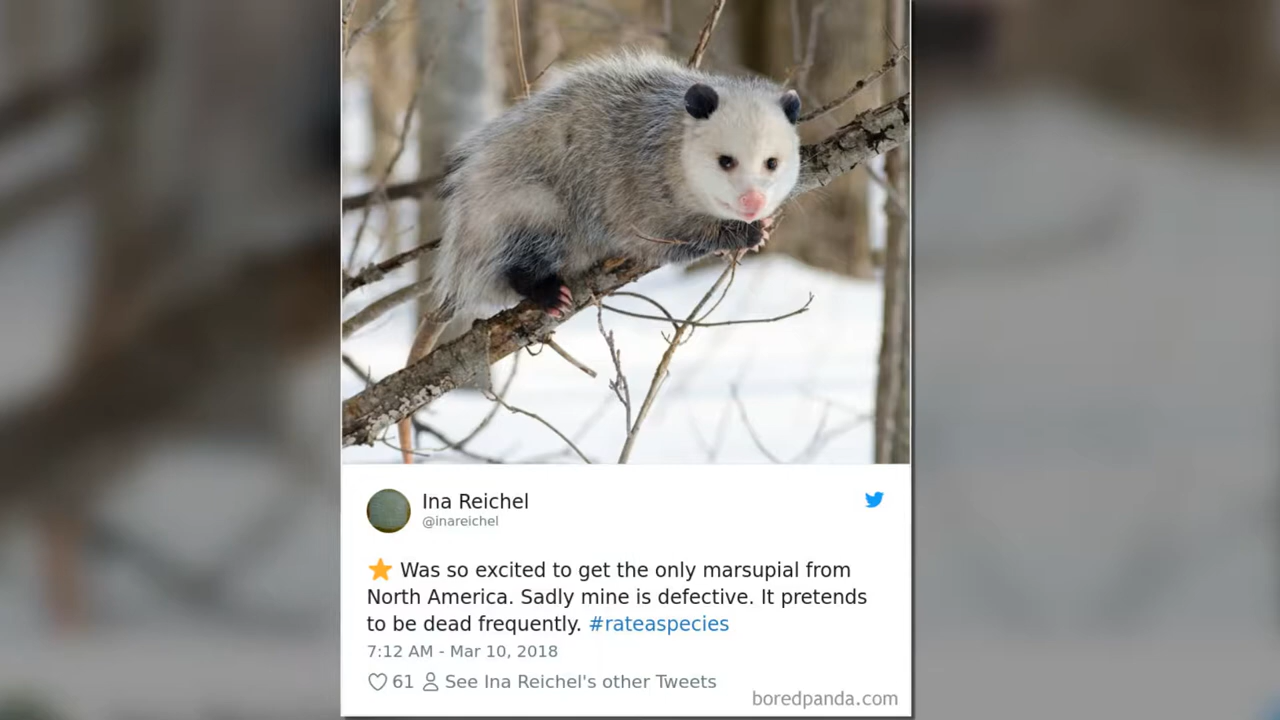 Ina Reichel
@inareichel
⭐ Was so excited to get the only marsupial from
North America. Sadly mine is defective. It pretends
to be dead frequently. #rateaspecies
7:12 AM - Mar 10, 2018
61 See Ina Reichel's other Tweets
boredpanda.com